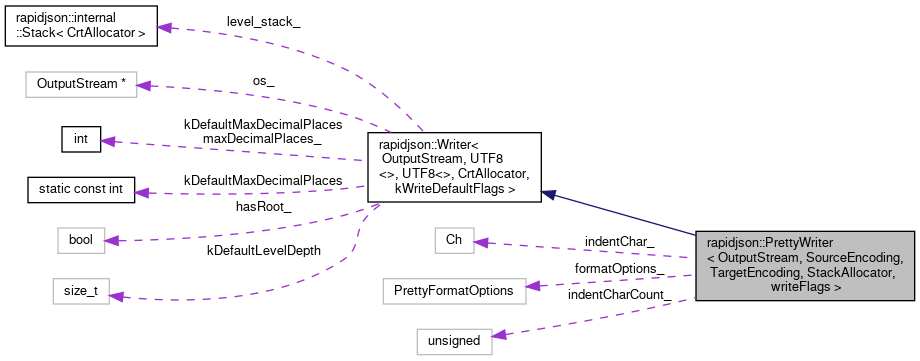 rapidjson::internal
::Stack< CrtAllocator >
level_stack_
OutputStream *
os_
int
kDefaultMaxDecimalPlaces
maxDecimalPlaces_
static const int
kDefaultMaxDecimalPlaces
bool
hasRoot_
size_t
kDefaultLevelDepth
rapidjson::Writer<
OutputStream, UTF8
<>, UTF8<>, CrtAllocator,
kWriteDefaultFlags >
Ch
indentChar_
PrettyFormatOptions
formatOptions_
unsigned
indentCharCount_
rapidjson::PrettyWriter
< OutputStream, SourceEncoding,
TargetEncoding, StackAllocator,
writeFlags >